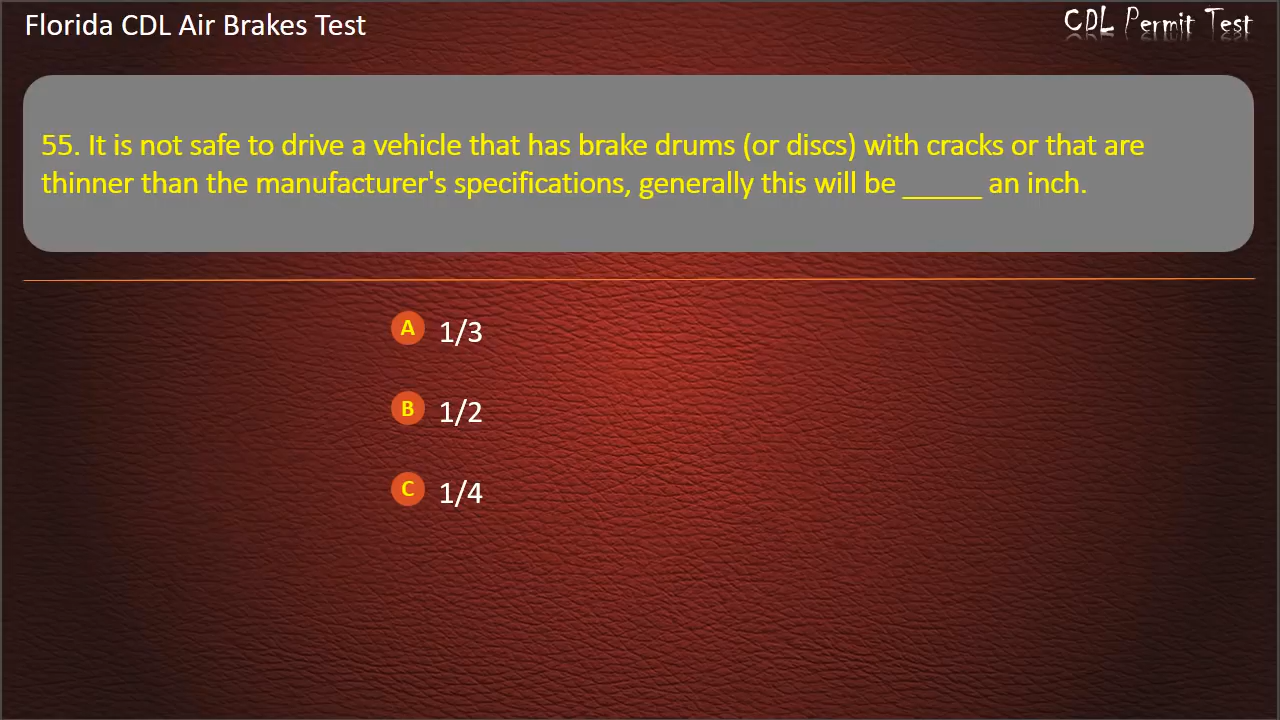 Florida CDL Air Brakes Test
CDL Permit Test
55. It is not safe to drive a vehicle that has brake drums (or discs) with cracks or that are
thinner than the manufacturer's specifications, generally this will be _____ an inch.
A 1/3
B 1/2
C 1/4